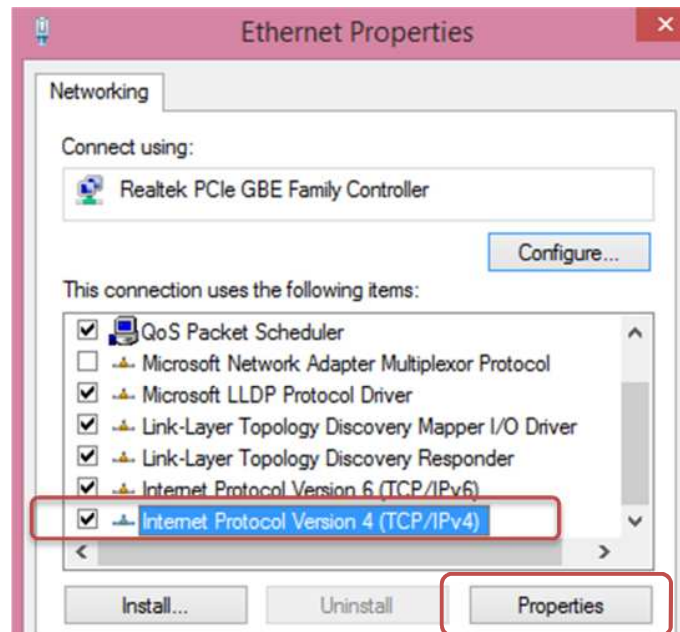 Ethernet Properties
Networking
Connect using:
Realtek PCIe GBE Family Controller
Configure...
This connection uses the following items:
QoS Packet Scheduler
Microsoft Network Adapter Multiplexor Protocol
Microsoft LLDP Protocol Driver
Link-Layer Topology Discovery Mapper I/O Driver
Link-Layer Topology Discovery Responder
Internet Protocol Version 6 (TCP/IPv6)
Internet Protocol Version 4 (TCP/IPv4)
Install... Uninstall Properties